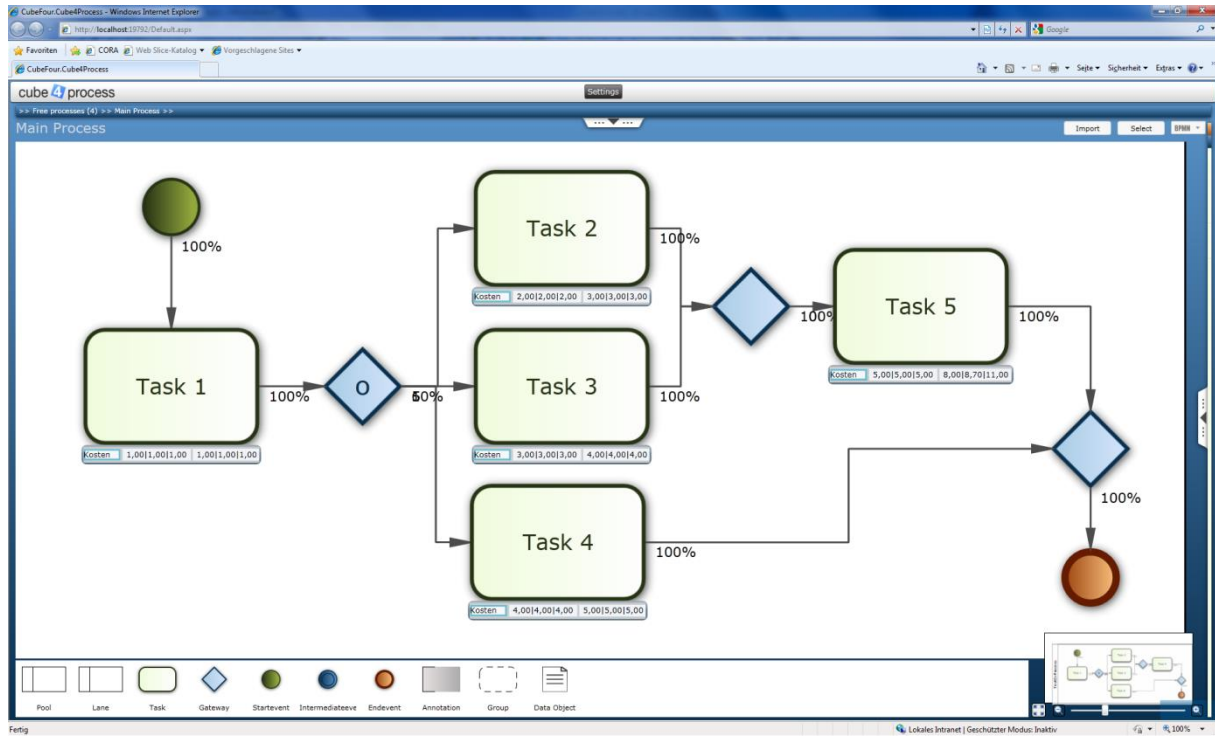 CubeFour.Cube4Process - Windows Internet Explorer
http://localhost:19792/Default.aspx
Google
Favoriten CORA Web Slice-Katalog Vorgeschlagene Sites
CubeFour.Cube4Process
Seite Sicherheit Extras
cube 4 process
Settings
>> Free processes (4) >> Main Process >>
Main Process
Import Select BPMN
Task 2
100%
100%
Kosten 2,00|2,00|2,00 3,00|3,00|3,00
Task 5
100%
100%
Task 1
100%
O
Task 3
100%
Kosten 5,00|5,00|5,00 8,00|8,70|11,00
Kosten 1,00|1,00|1,00 1,00|1,00|1,00
Kosten 3,00|3,00|3,00 4,00|4,00|4,00
100%
Task 4
100%
Kosten 4,00|4,00|4,00 5,00|5,00|5,00
Pool Lane Task Gateway Startevent Intermediateeve Endevent Annotation Group Data Object
Fertig
Lokales Intranet | Geschützter Modus: Inaktiv
100%